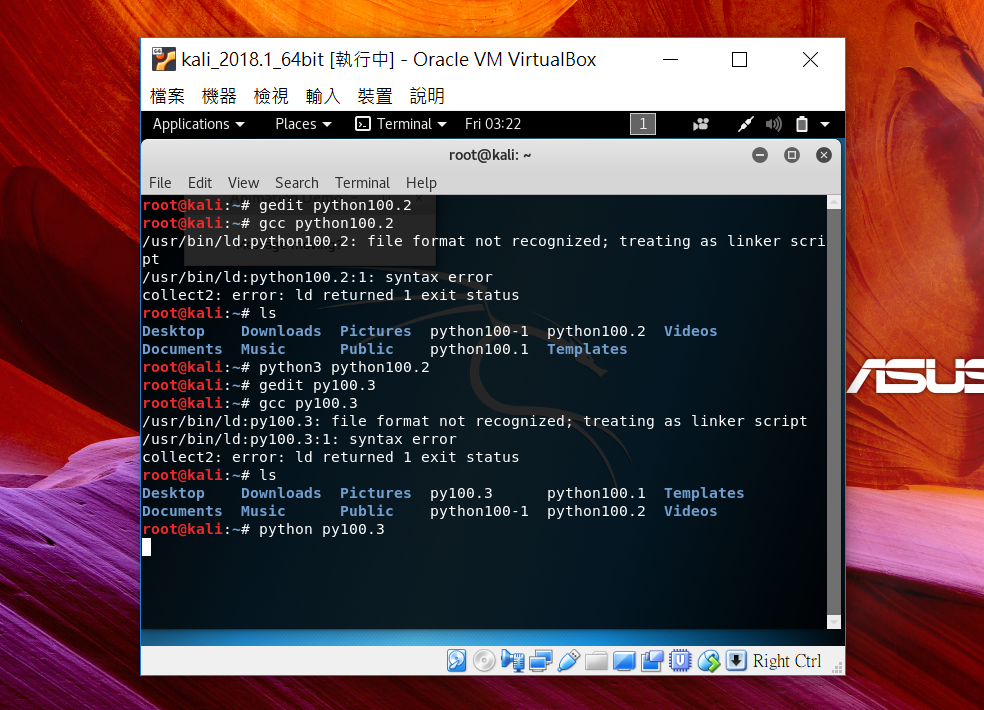 kali_2018.1_64bit [執行中] - Oracle VM VirtualBox
檔案 機器 檢視 輸入 裝置 說明
Applications Places Terminal Fri 03:22 1
root@kali: ~
File Edit View Search Terminal Help
root@kali:~# gedit python100.2
root@kali:~# gcc python100.2
/usr/bin/ld:python100.2: file format not recognized; treating as linker scri
pt
/usr/bin/ld:python100.2:1: syntax error
collect2: error: ld returned 1 exit status
root@kali:~# ls
Desktop Downloads Pictures python100-1 python100.2 Videos
Documents Music Public python100.1 Templates
root@kali:~# python3 python100.2
root@kali:~# gedit py100.3
root@kali:~# gcc py100.3
/usr/bin/ld:py100.3: file format not recognized; treating as linker script
/usr/bin/ld:py100.3:1: syntax error
collect2: error: ld returned 1 exit status
root@kali:~# ls
Desktop Downloads Pictures py100.3 python100.1 Templates
Documents Music Public python100-1 python100.2 Videos
root@kali:~# python py100.3
ASUS
Right Ctrl